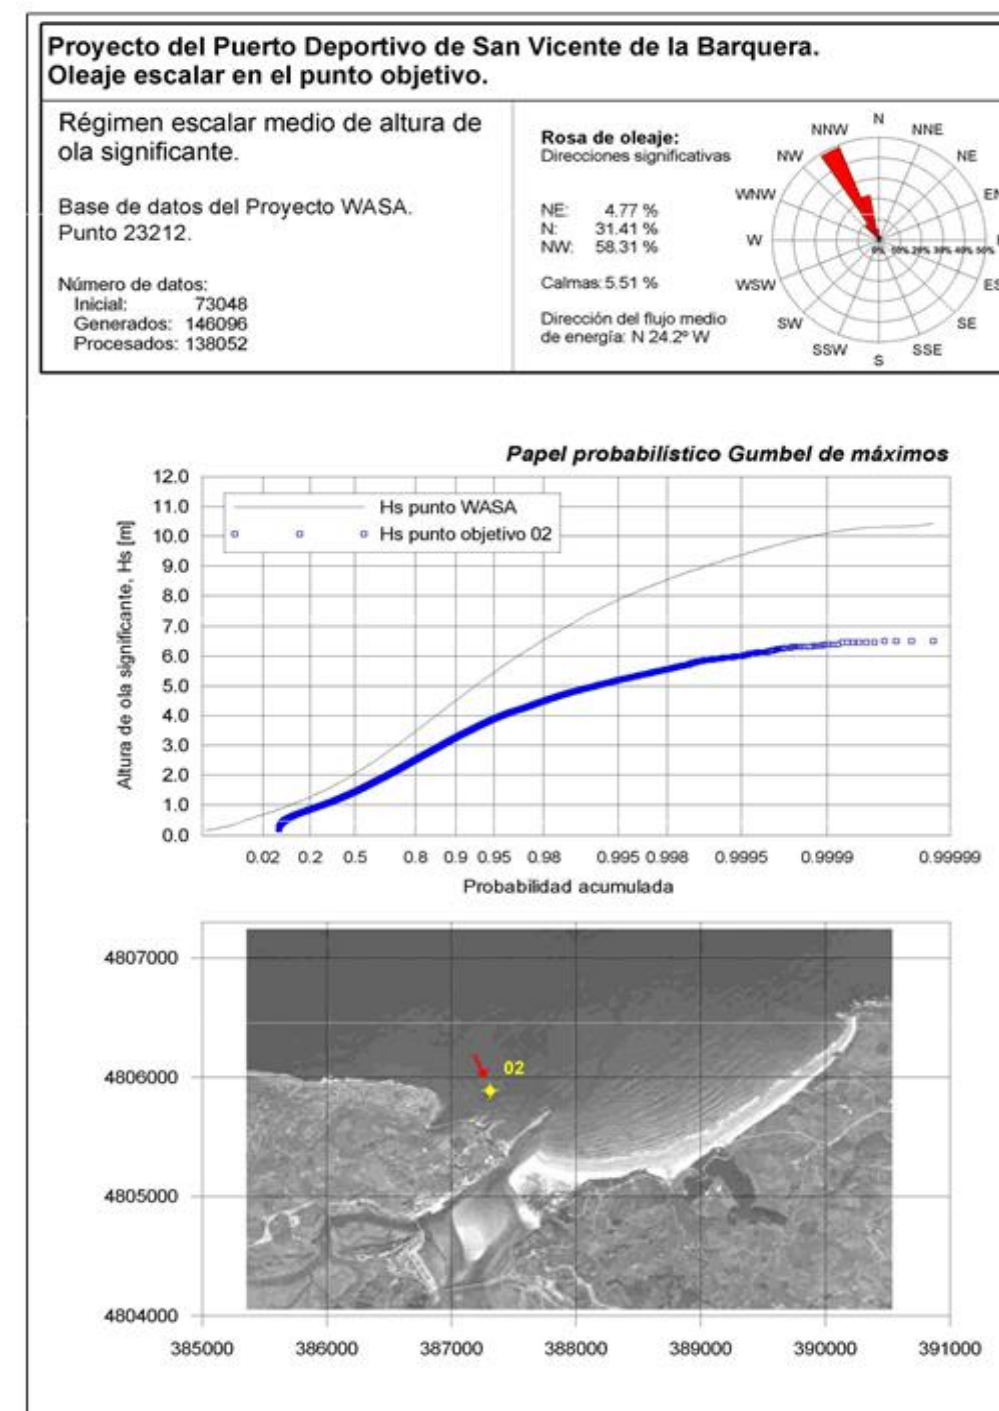 Proyecto del Puerto Deportivo de San Vicente de la Barquera.
Oleaje escalar en el punto objetivo.
Régimen escalar medio de altura de
ola significante.
Base de datos del Proyecto WASA.
Punto 23212.
Número de datos:
Inicial: 73048
Generados: 146096
Procesados: 138052
Rosa de oleaje:
Direcciones significativas
NE: 4.77 %
N: 31.41 %
NW: 58.31 %
Calmas: 5.51 %
Dirección del flujo medio
de energía: N 24.2º W
N
NNW NNE
NW NE
WNW
W
0% 10% 20% 30% 40% 50%
WSW
SW SE
SSW SSE
S
Papel probabilístico Gumbel de máximos
Hs punto WASA
Hs punto objetivo 02
Altura de ola significante, Hs [m]
12.0
11.0
10.0
9.0
8.0
7.0
6.0
5.0
4.0
3.0
2.0
1.0
0.0
0.02 0.2 0.5 0.8 0.9 0.95 0.98 0.995 0.998 0.9995 0.9999 0.99999
Probabilidad acumulada
4807000
4806000
4805000
4804000
02
385000 386000 387000 388000 389000 390000 391000